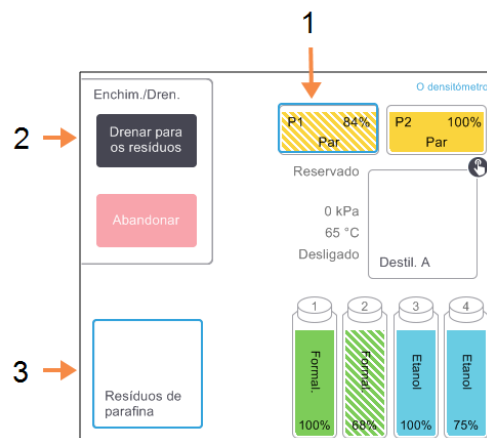 1
2
3
O densitómetro
Enchim./Dren.
Drenar para
os resíduos
Abandonar
P1 84%
Par
P2 100%
Par
Reservado
0 kPa
65 °C
Desligado
Destil. A
Resíduos de
parafina
1
Formal.
100%
2
Formal.
68%
3
Etanol
100%
4
Etanol
75%